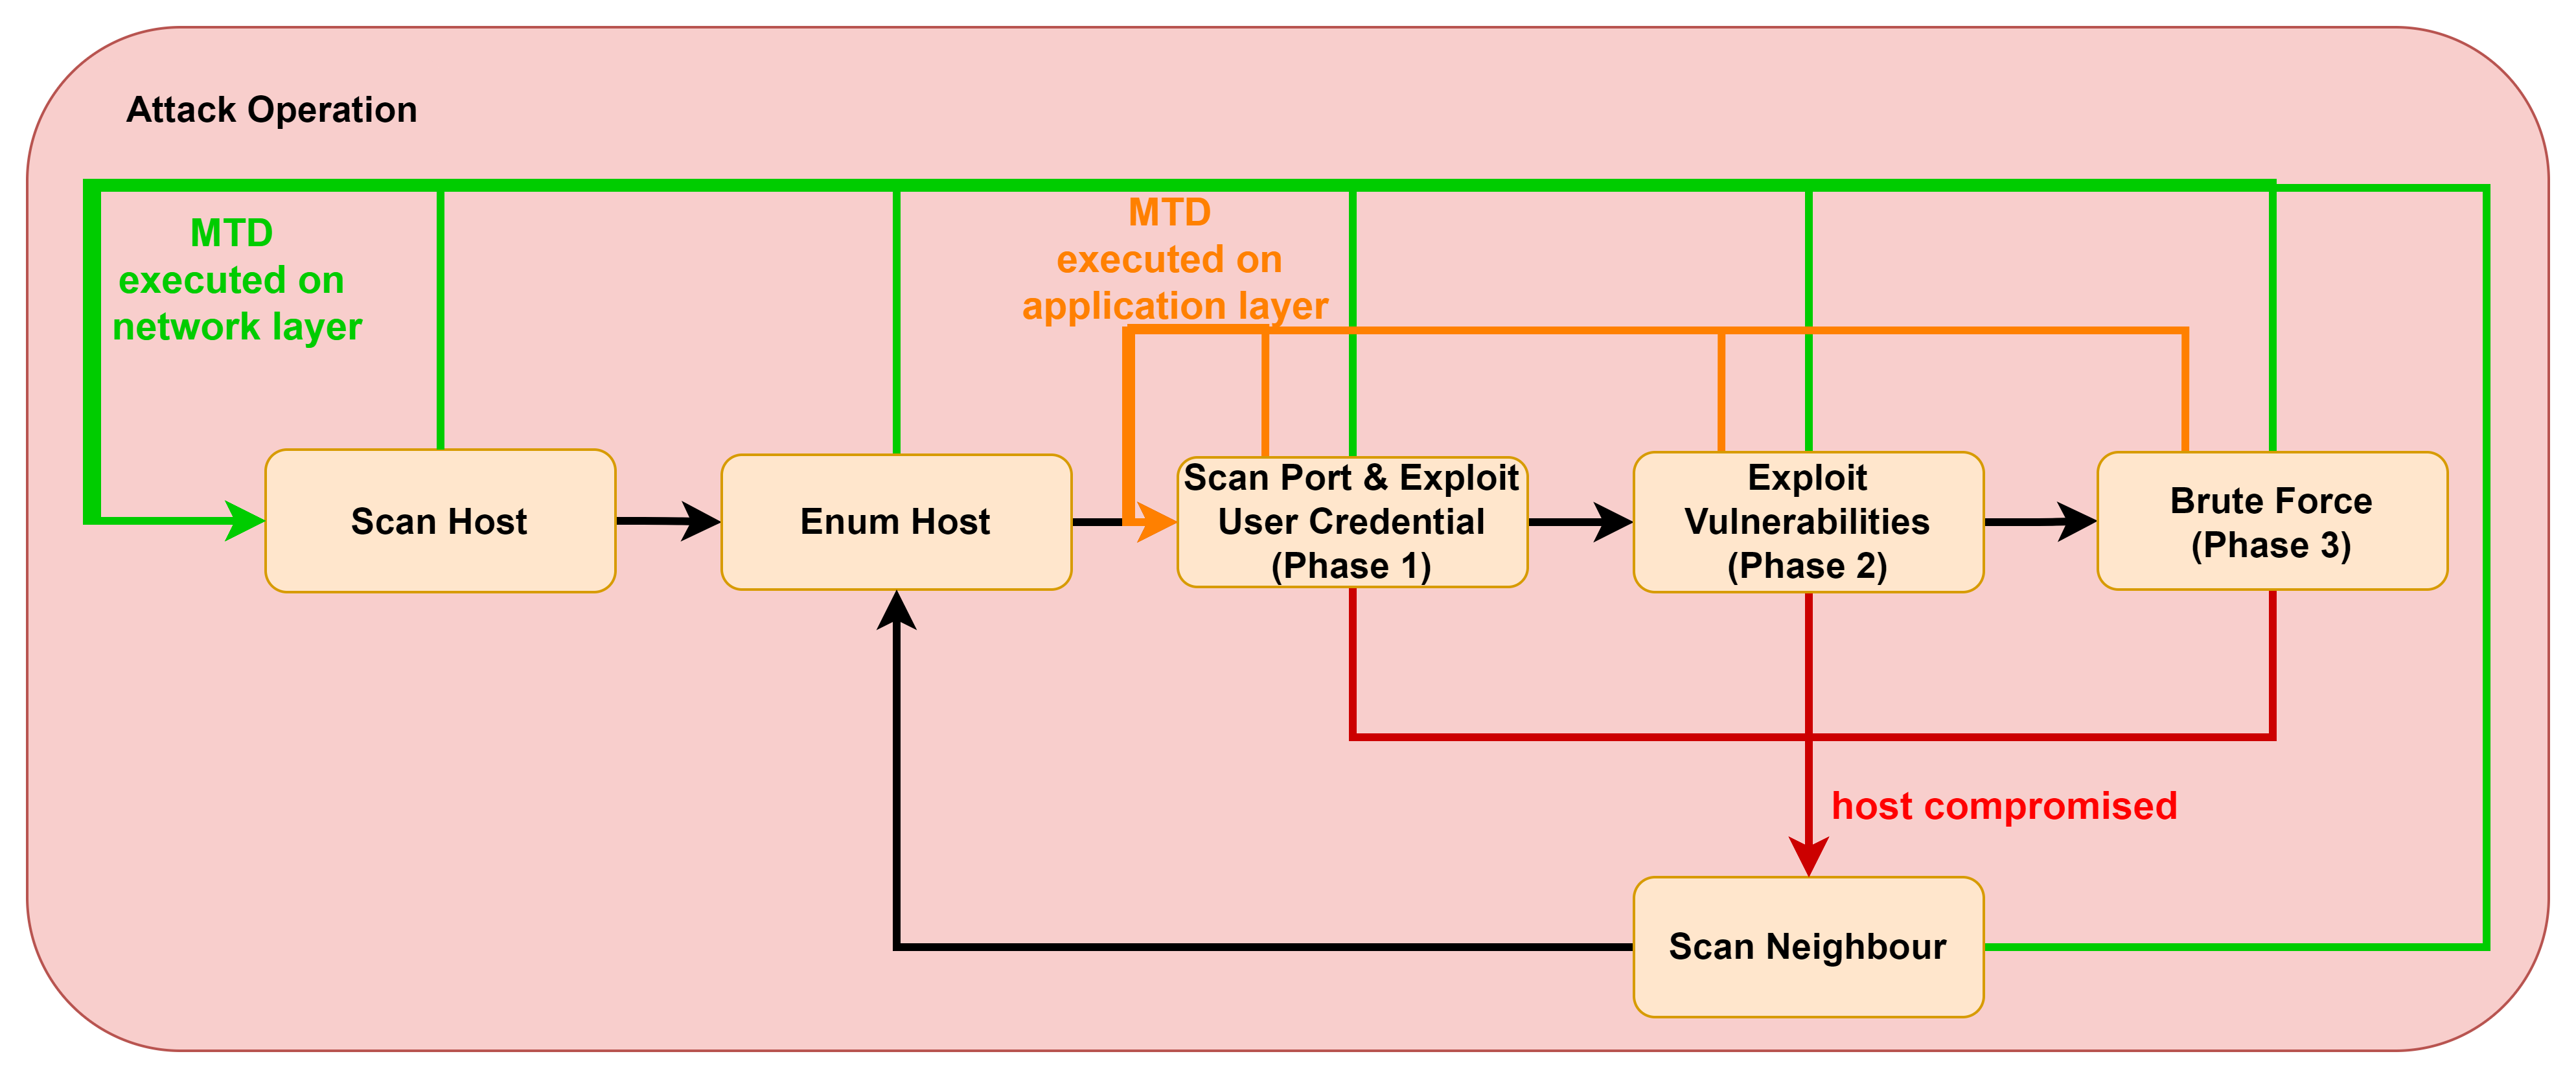 Attack Operation
MTD
executed on
network layer
MTD
executed on
application layer
Scan Host
Enum Host
Scan Port & Exploit
User Credential
(Phase 1)
Exploit
Vulnerabilities
(Phase 2)
Brute Force
(Phase 3)
host compromised
Scan Neighbour